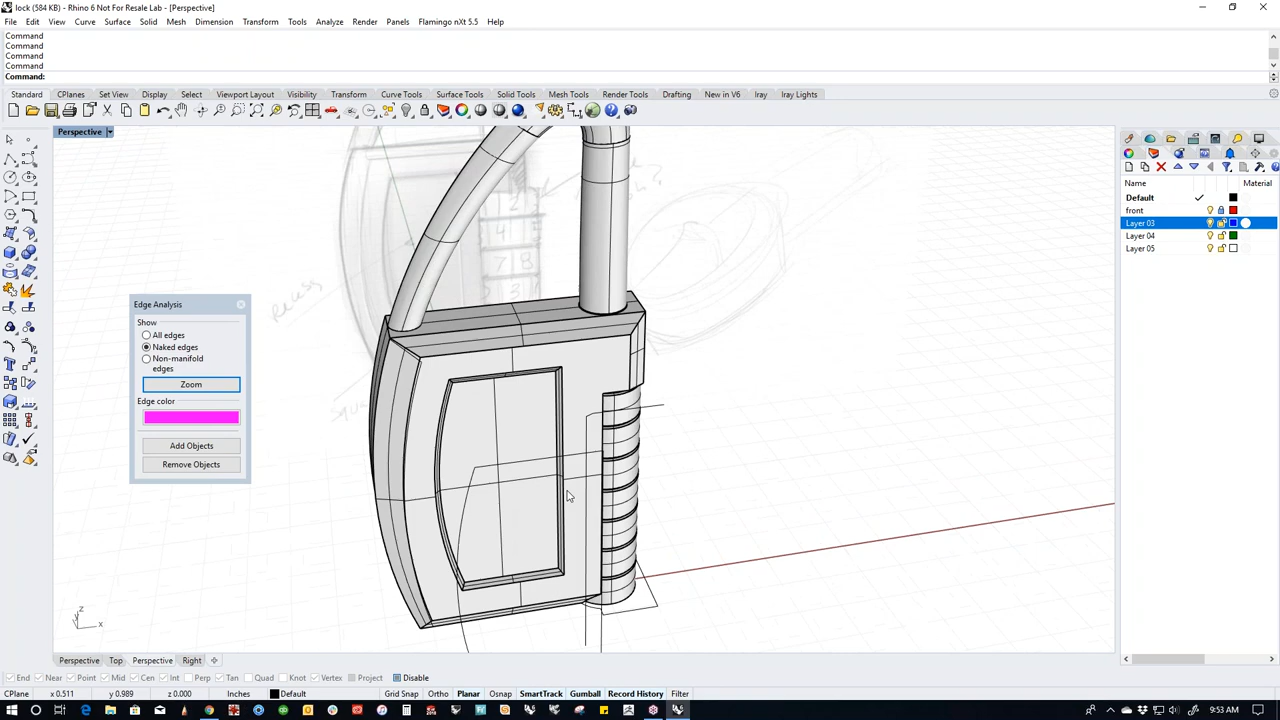 lock (584 KB) - Rhino 6 Not For Resale Lab - [Perspective]
File Edit View Curve Surface Solid Mesh Dimension Transform Tools Analyze Render Panels Flamingo nXt 5.5 Help
Command
Command
Command
Command
Command:
Standard CPlanes Set View Display Select Viewport Layout Visibility Transform Curve Tools Surface Tools Solid Tools Mesh Tools Render Tools Drafting New in V6 Iray Iray Lights
Perspective
Name Material
Default
front
Layer 03
Layer 04
Layer 05
Edge Analysis
Show
All edges
Naked edges
Non-manifold
edges
Zoom
Edge color
Add Objects
Remove Objects
recess
4
7 8
3
z
y
x
Perspective Top Perspective Right
End Near Point Mid Cen Int Perp Tan Quad Knot Vertex Project Disable
CPlane x 0.511 y 0.989 z 0.000 Inches Default Grid Snap Ortho Planar Osnap SmartTrack Gumball Record History Filter
9:53 AM